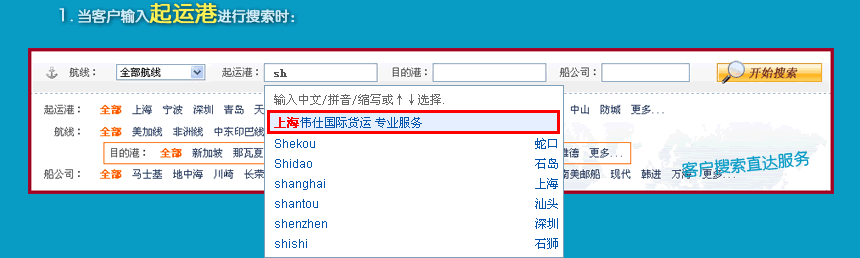 1. 当客户输入起运港进行搜索时：
航线： 全部航线 起运港： sh 目的港： 船公司： 开始搜索
输入中文/拼音/缩写或↑↓选择.
起运港： 全部 上海 宁波 深圳 青岛 中山 防城 更多...
上海伟仕国际货运 专业服务
航线： 全部 美加线 非洲线 中东印巴线
Shekou 蛇口
目的港： 全部 新加坡 那瓦夏 更多...
Shidao 石岛
客户搜索直达服务
船公司： 全部 马士基 地中海 川崎 长荣 南美邮船 现代 韩进 万海 更多...
shanghai 上海
shantou 汕头
shenzhen 深圳
shishi 石狮